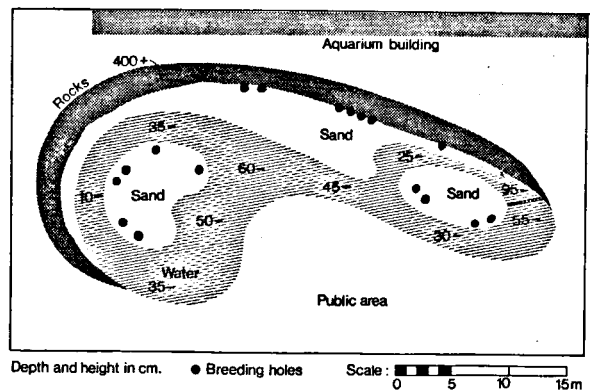 Aquarium building
400+
Rocks
Sand
35
25
60
95
10
Sand
45
Sand
50
55
30
Water
35
Public area
Depth and height in cm. ● Breeding holes Scale :
0 5 10 15m